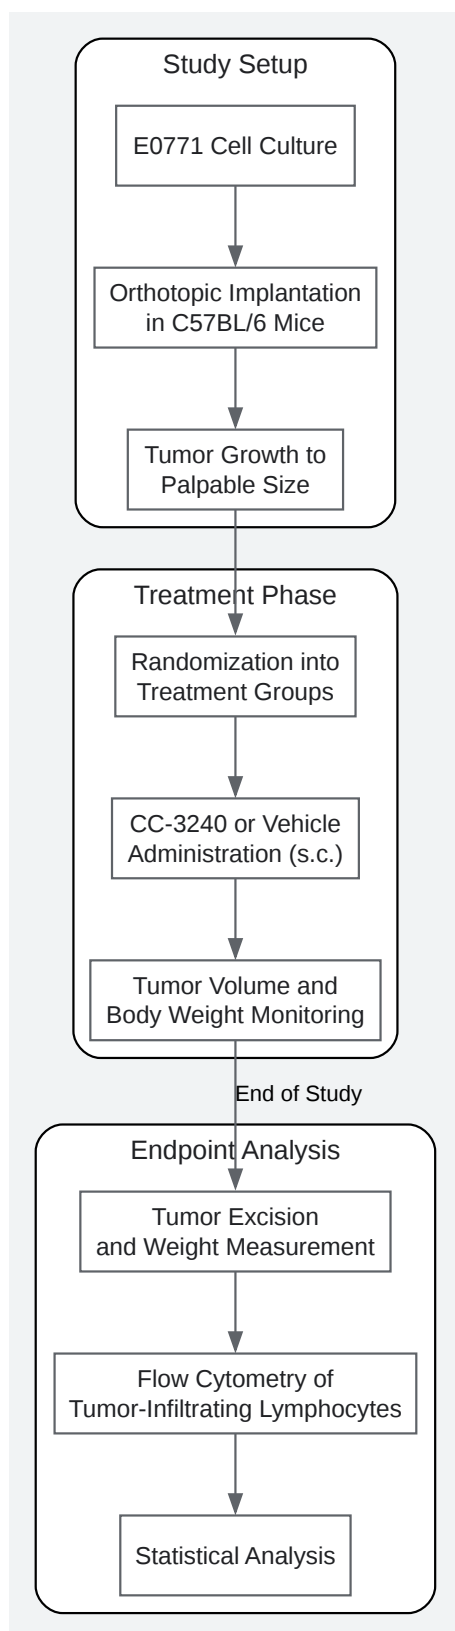 Study Setup
E0771 Cell Culture
Orthotopic Implantation
in C57BL/6 Mice
Tumor Growth to
Palpable Size
Treatment Phase
Randomization into
Treatment Groups
CC-3240 or Vehicle
Administration (s.c.)
Tumor Volume and
Body Weight Monitoring
End of Study
Endpoint Analysis
Tumor Excision
and Weight Measurement
Flow Cytometry of
Tumor-Infiltrating Lymphocytes
Statistical Analysis